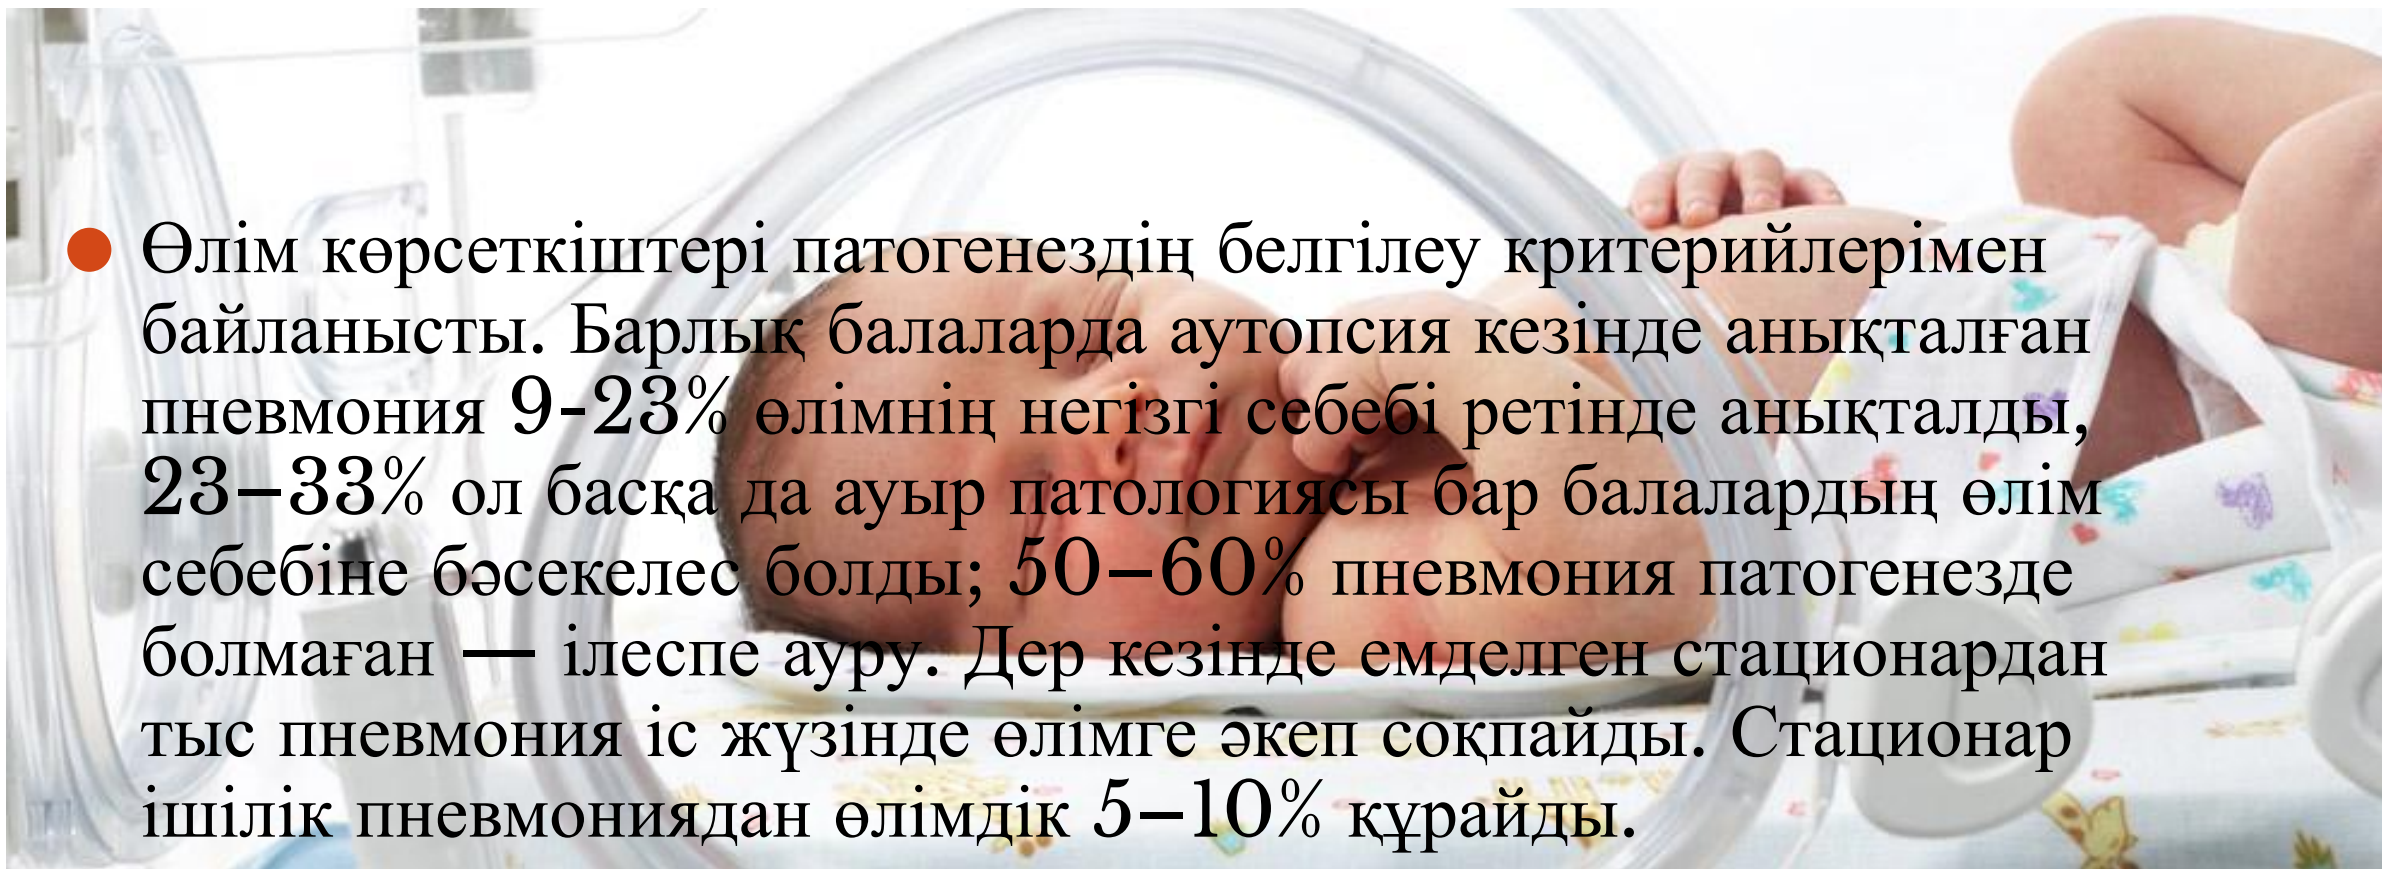 Өлім көрсеткіштері патогенездің белгілеу критерийлерімен
байланысты. Барлық балаларда аутопсия кезінде анықталған
пневмония 9-23% өлімнің негізгі себебі ретінде анықталды,
23–33% ол басқа да ауыр патологиясы бар балалардың өлім
себебіне бәсекелес болды; 50–60% пневмония патогенезде
болмаған — ілеспе ауру. Дер кезінде емделген стационардан
тыс пневмония іс жүзінде өлімге әкеп соқпайды. Стационар
ішілік пневмониядан өлімдік 5–10% құрайды.